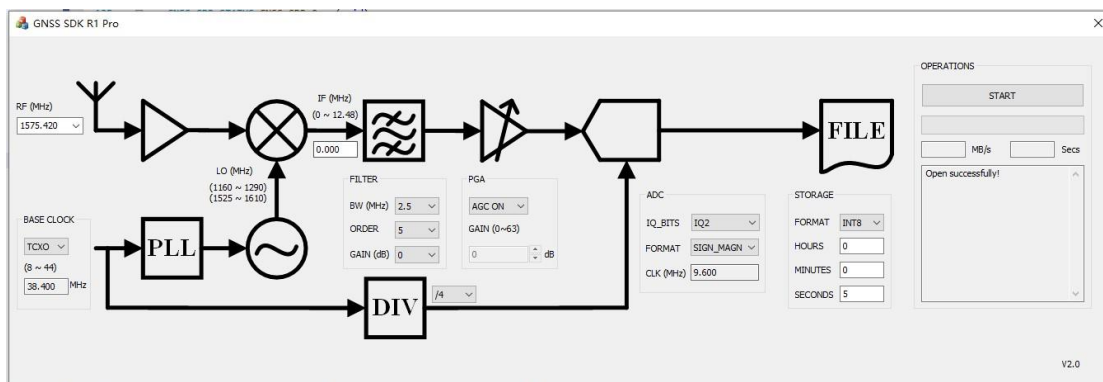 GNSS SDK R1 Pro
RF (MHz)
1575.420
IF (MHz)
(0 ~ 12.48)
0.000
LO (MHz)
(1160 ~ 1290)
(1525 ~ 1610)
BASE CLOCK
TCXO
(8 ~ 44)
38.400 MHz
PLL
FILTER
BW (MHz) 2.5
ORDER 5
GAIN (dB) 0
PGA
AGC ON
GAIN (0~63)
0 dB
DIV
/4
ADC
IQ_BITS IQ2
FORMAT SIGN_MAGN
CLK (MHz) 9.600
FILE
STORAGE
FORMAT INT8
HOURS 0
MINUTES 0
SECONDS 5
OPERATIONS
START
MB/s Secs
Open successfully!
V2.0